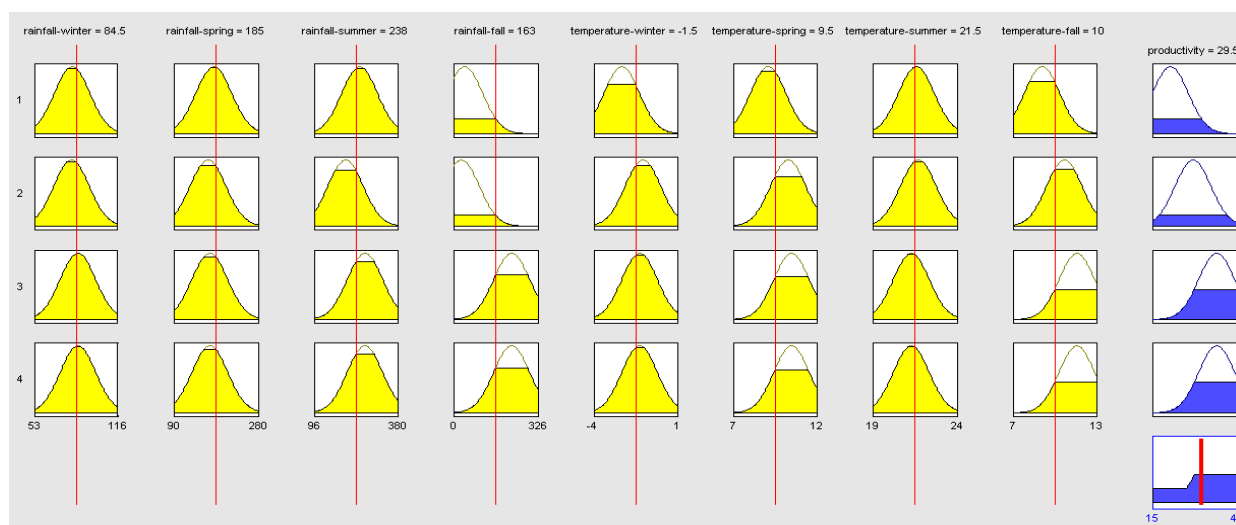 rainfall-winter = 84.5 rainfall-spring = 185 rainfall-summer = 238 rainfall-fall = 163 temperature-winter = -1.5 temperature-spring = 9.5 temperature-summer = 21.5 temperature-fall = 10
productivity = 29.5
1
2
3
4
53 116 90 280 96 380 0 326 -4 1 7 12 19 24 7 13
15 4